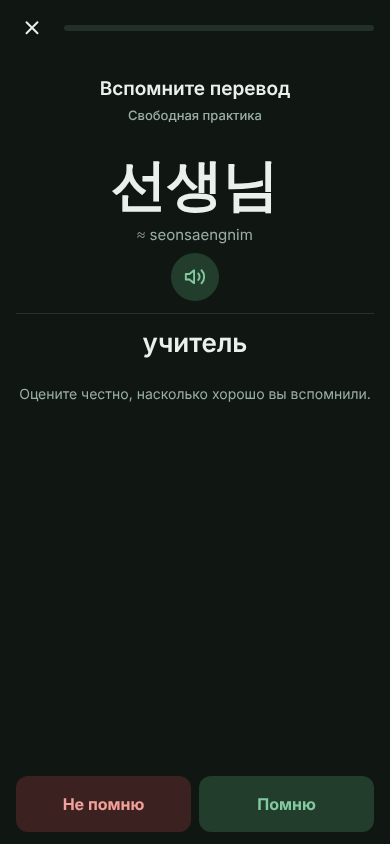 Вспомните перевод
Свободная практика
선생님
≈ seonsaengnim
учитель
Оцените честно, насколько хорошо вы вспомнили.
Не помню
Помню